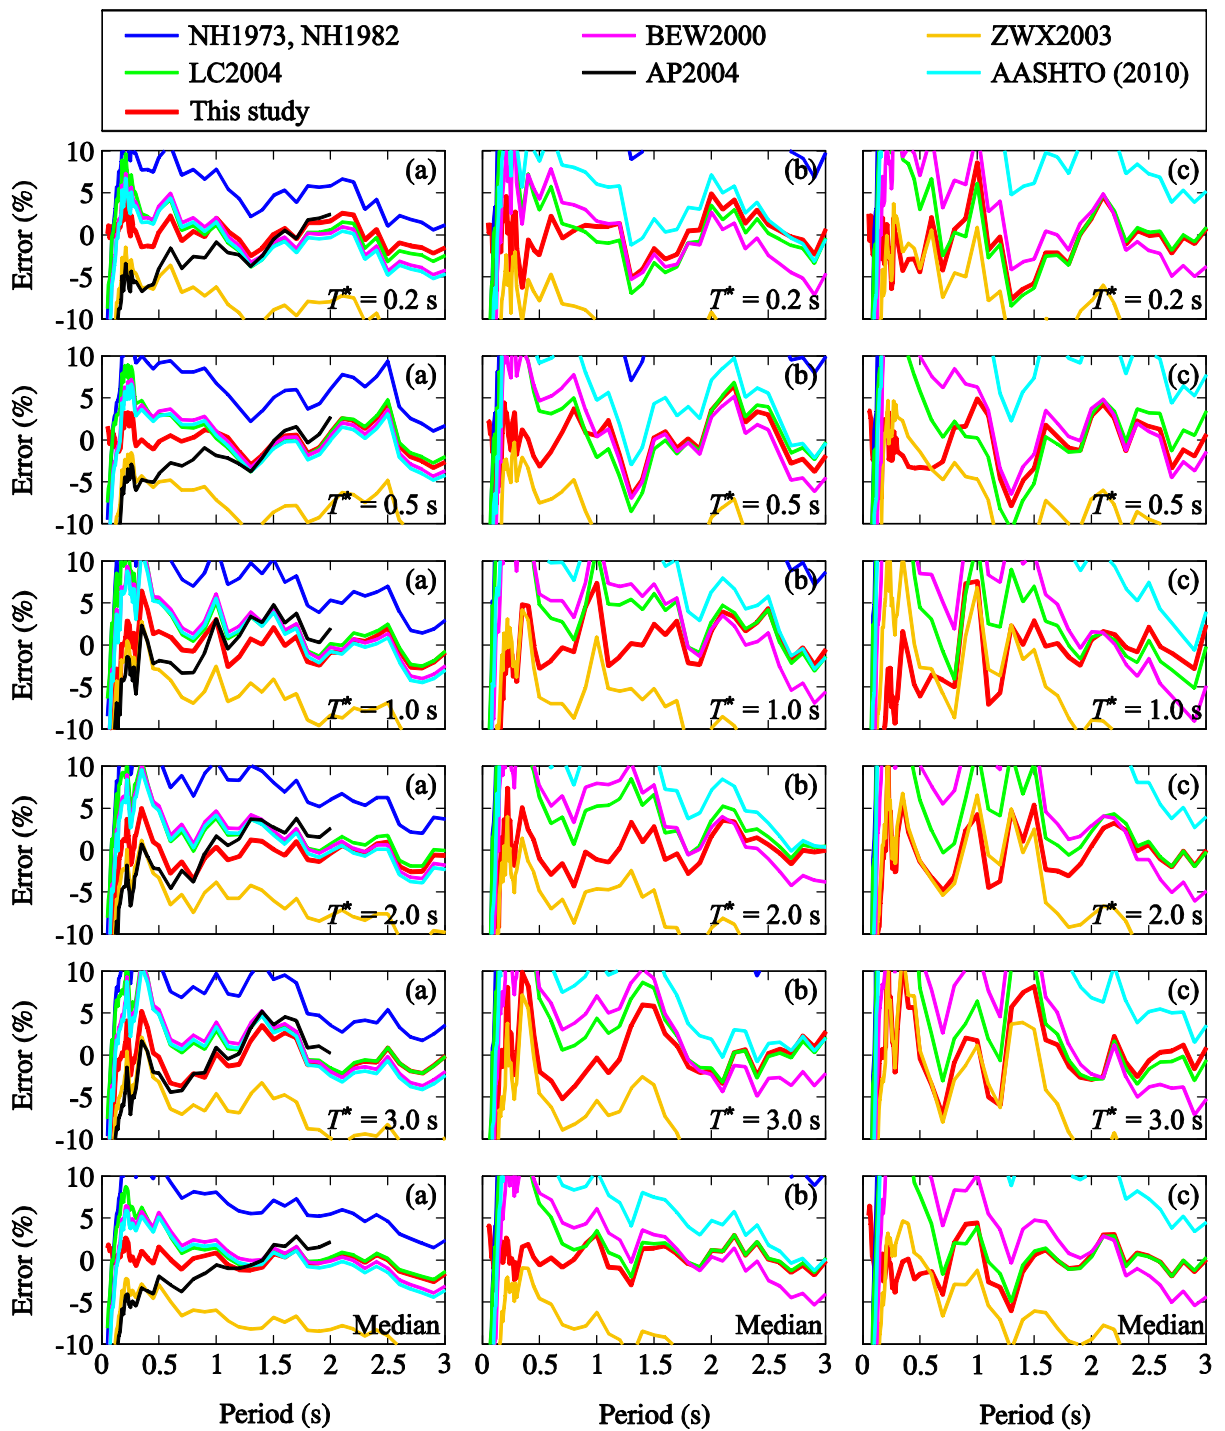 NH1973, NH1982 BEW2000 ZWX2003
LC2004 AP2004 AASHTO (2010)
This study
10 (a) (b) (c)
5
Error (%) 0
-5
-10 T* = 0.2 s T* = 0.2 s T* = 0.2 s
10 (a) (b) (c)
5
Error (%) 0
-5
-10 T* = 0.5 s T* = 0.5 s T* = 0.5 s
10 (a) (b) (c)
5
Error (%) 0
-5
-10 T* = 1.0 s T* = 1.0 s T* = 1.0 s
10 (a) (b) (c)
5
Error (%) 0
-5
-10 T* = 2.0 s T* = 2.0 s T* = 2.0 s
10 (a) (b) (c)
5
Error (%) 0
-5
-10 T* = 3.0 s T* = 3.0 s T* = 3.0 s
10 (a) (b) (c)
5
Error (%) 0
-5
-10 Median Median Median
0 0.5 1 1.5 2 2.5 3 0 0.5 1 1.5 2 2.5 3 0 0.5 1 1.5 2 2.5 3
Period (s) Period (s) Period (s)